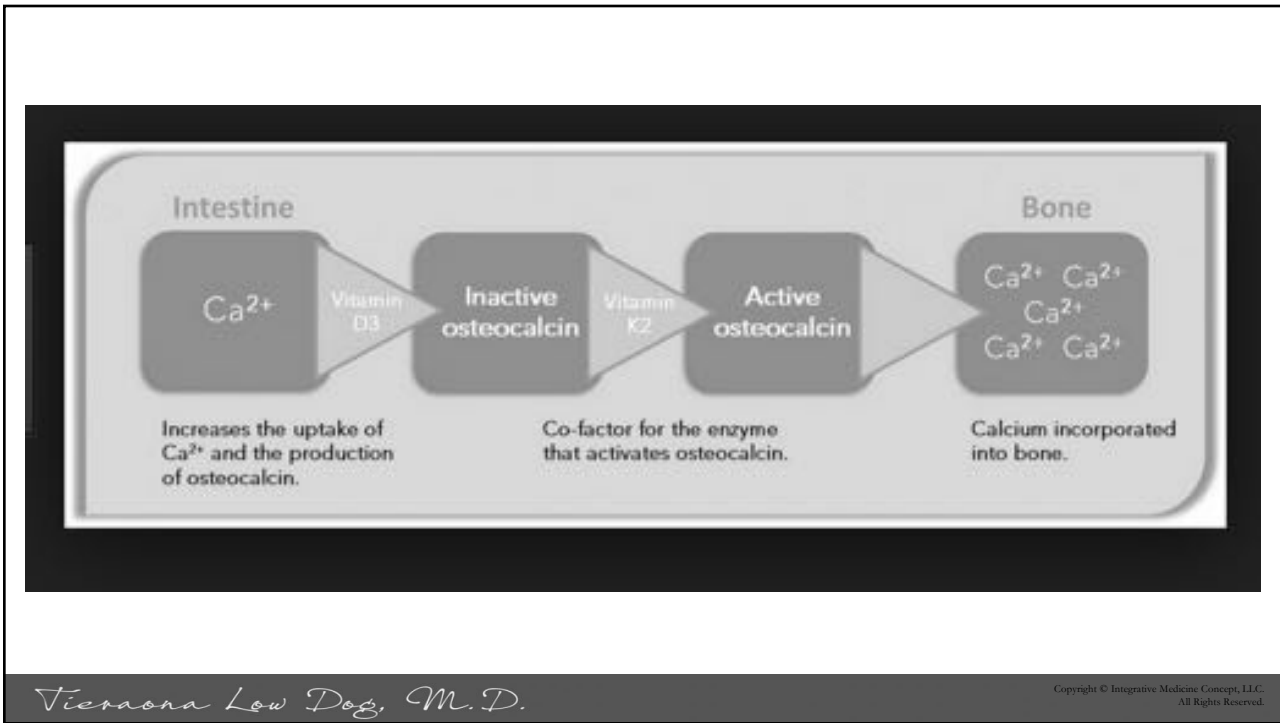 Intestine
Bone
Ca²⁺
Vitamin
D3
Inactive
osteocalcin
Vitamin
K2
Active
osteocalcin
Ca²⁺ Ca²⁺
Ca²⁺
Ca²⁺ Ca²⁺
Increases the uptake of
Ca²⁺ and the production
of osteocalcin.
Co-factor for the enzyme
that activates osteocalcin.
Calcium incorporated
into bone.
Tieraona Low Dog, M.D.
Copyright © Integrative Medicine Concept, LLC.
All Rights Reserved.